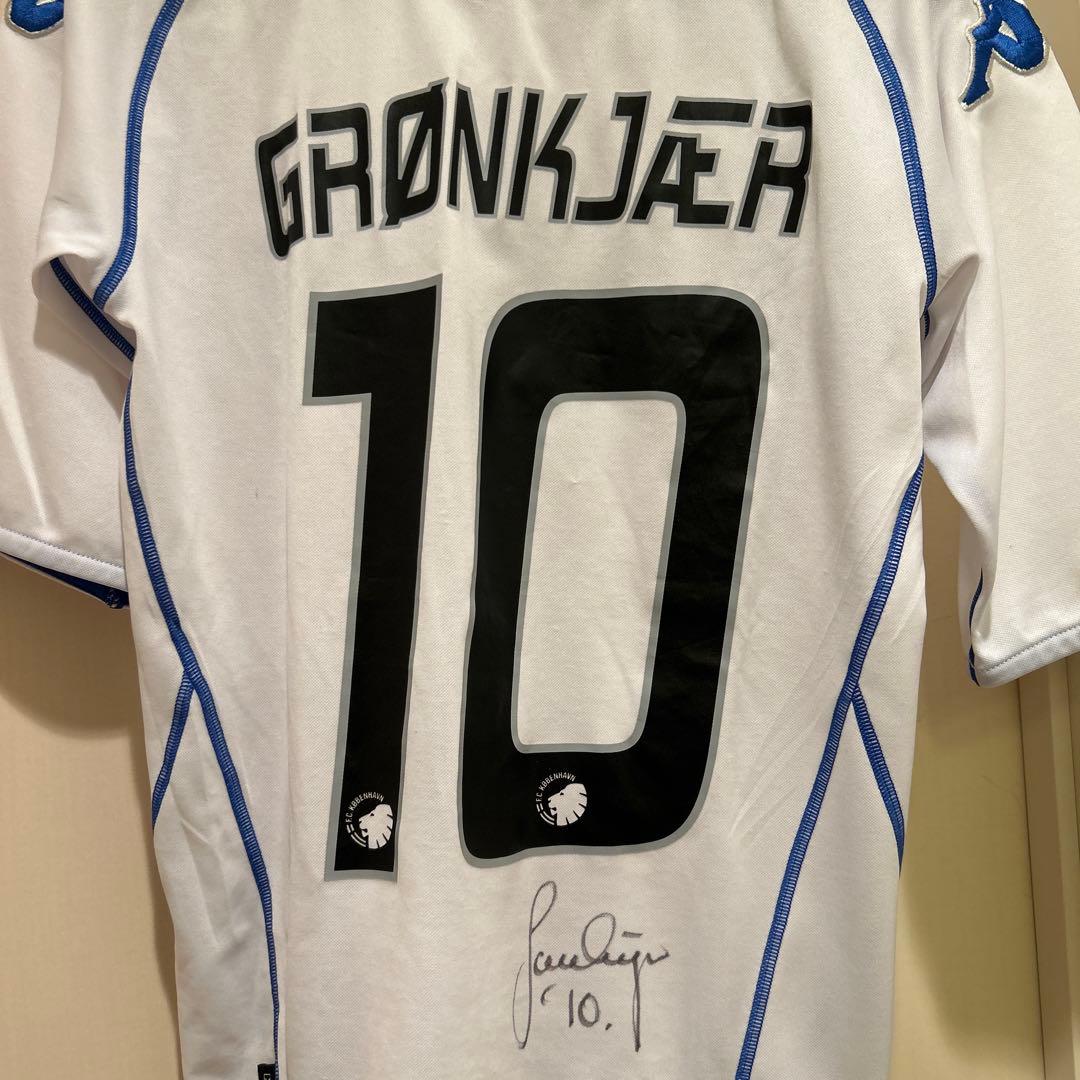 GRØNKJÆR
10
F.C. KØBENHAVN
F.C. KØBENHAVN
'10.